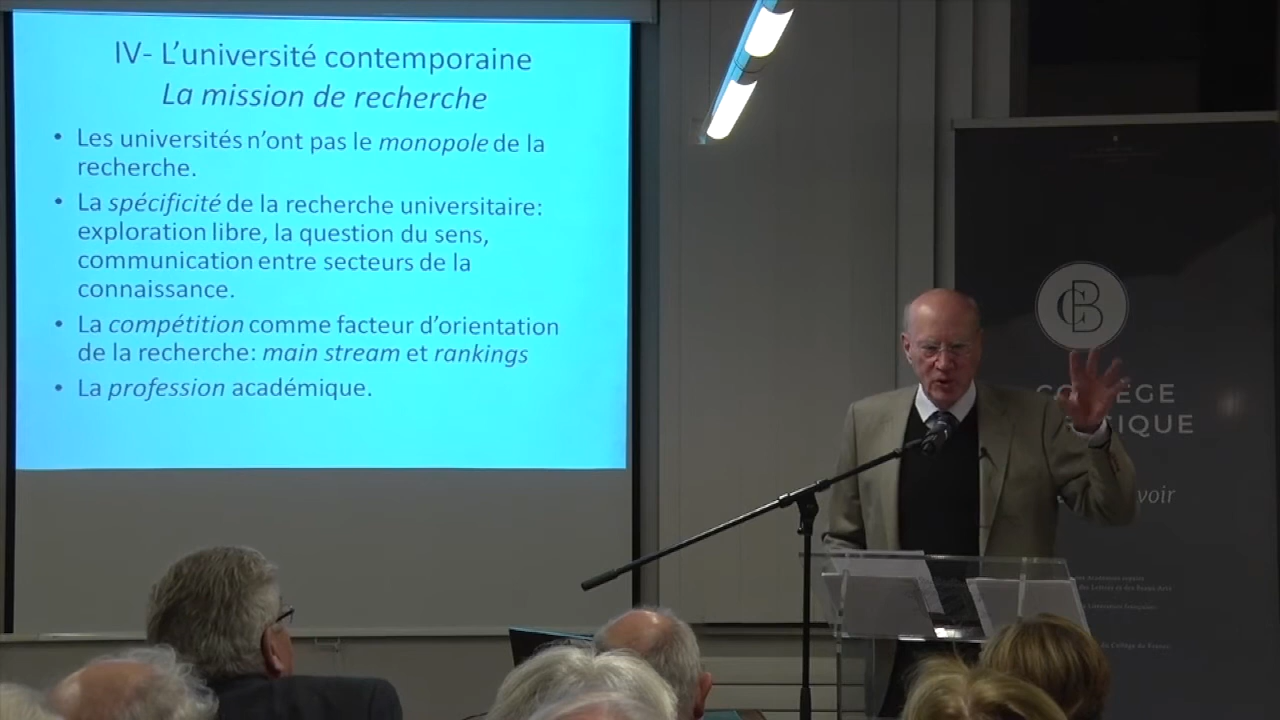 IV- L’université contemporaine
La mission de recherche
• Les universités n’ont pas le monopole de la
recherche.
• La spécificité de la recherche universitaire:
exploration libre, la question du sens,
communication entre secteurs de la
connaissance.
• La compétition comme facteur d’orientation
de la recherche: main stream et rankings
• La profession académique.
CB
voir